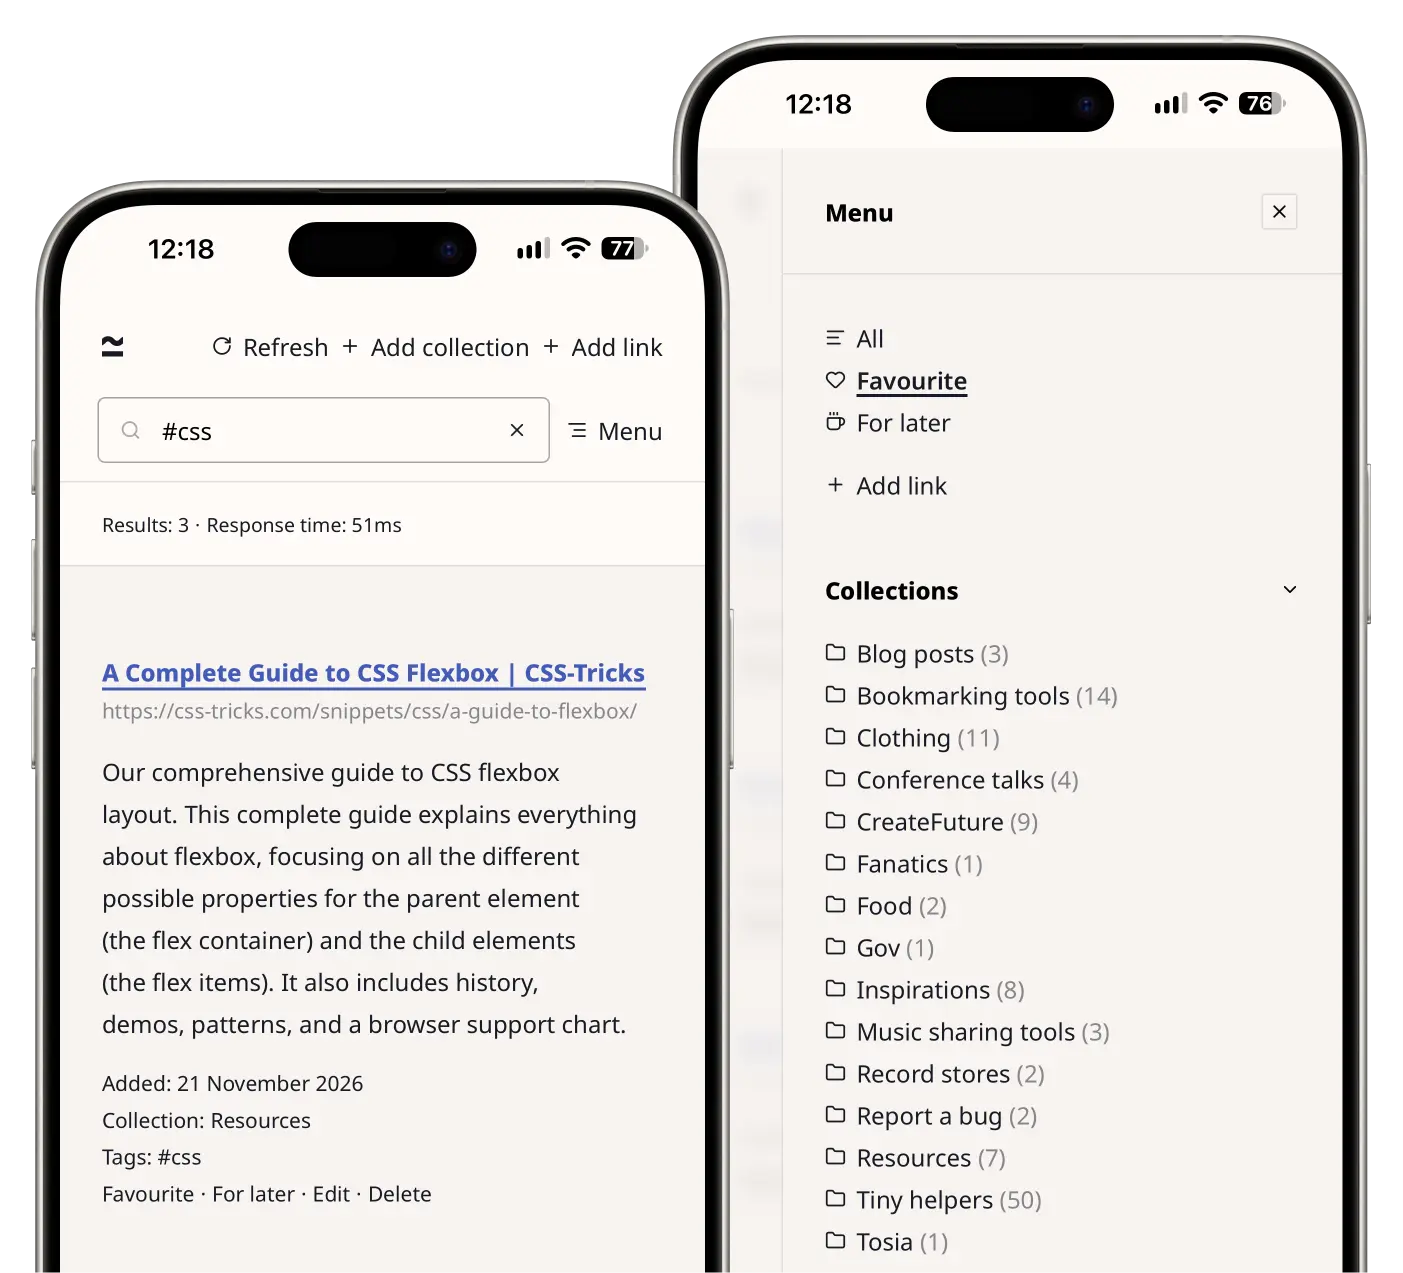 12:18
77
Refresh + Add collection + Add link
#css
Menu
Results: 3 · Response time: 51ms
A Complete Guide to CSS Flexbox | CSS-Tricks
https://css-tricks.com/snippets/css/a-guide-to-flexbox/
Our comprehensive guide to CSS flexbox
layout. This complete guide explains everything
about flexbox, focusing on all the different
possible properties for the parent element
(the flex container) and the child elements
(the flex items). It also includes history,
demos, patterns, and a browser support chart.
Added: 21 November 2026
Collection: Resources
Tags: #css
Favourite · For later · Edit · Delete
12:18
76
Menu
All
Favourite
For later
+ Add link
Collections
Blog posts (3)
Bookmarking tools (14)
Clothing (11)
Conference talks (4)
CreateFuture (9)
Fanatics (1)
Food (2)
Gov (1)
Inspirations (8)
Music sharing tools (3)
Record stores (2)
Report a bug (2)
Resources (7)
Tiny helpers (50)
Tosia (1)